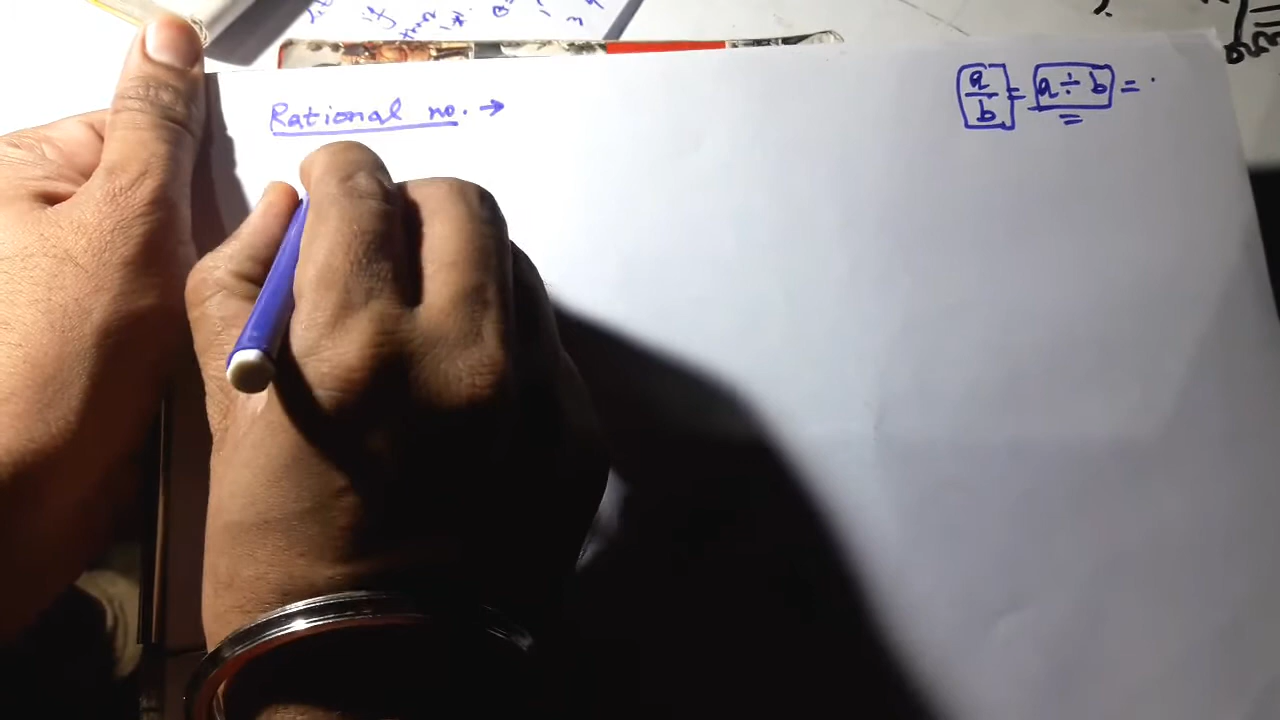 Rational no. →
a/b = a ÷ b = .